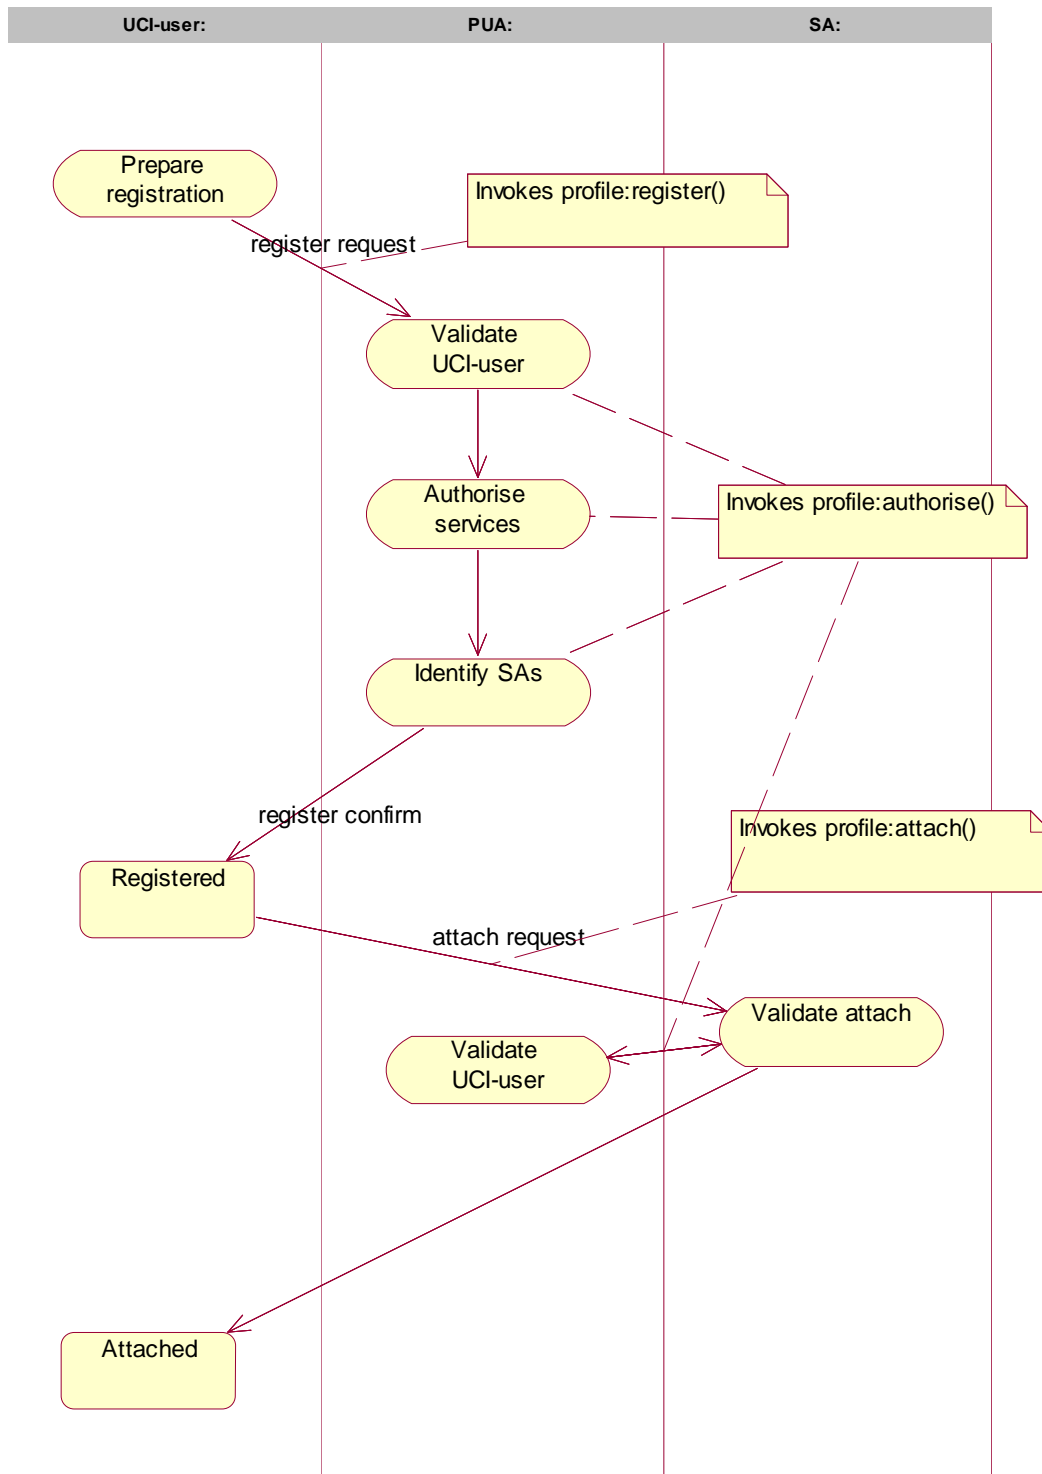 UCI-user:
PUA:
SA:
Prepare
registration
Invokes profile:register()
register request
Validate
UCI-user
Authorise
services
Invokes profile:authorise()
Identify SAs
register confirm
Invokes profile:attach()
Registered
attach request
Validate attach
Validate
UCI-user
Attached